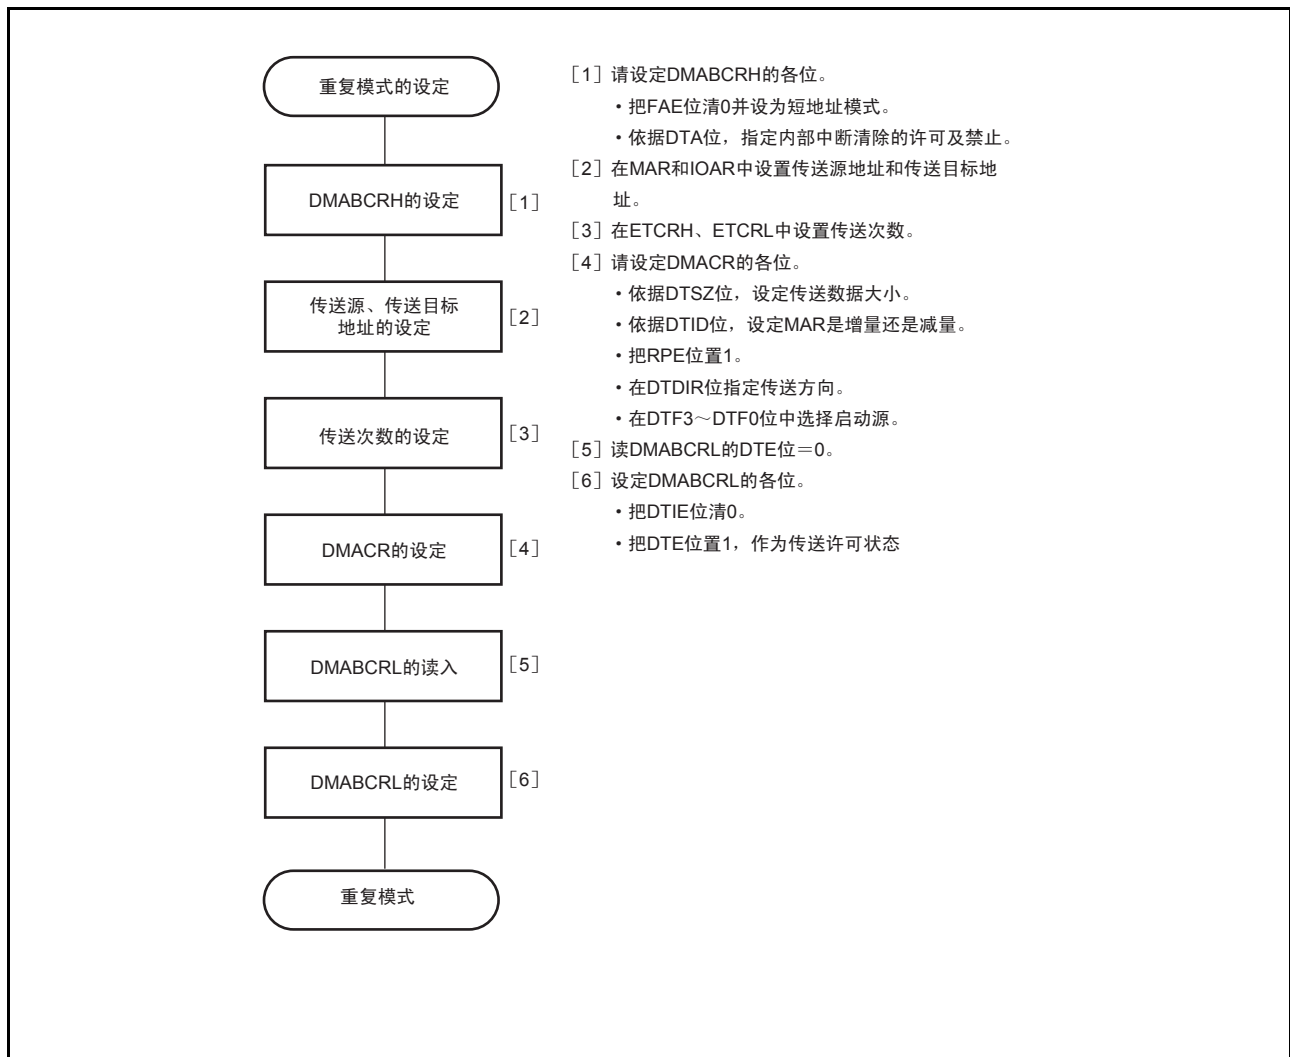 重复模式的设定
DMABCRH的设定
［1］
传送源、传送目标
地址的设定
［2］
传送次数的设定
［3］
DMACR的设定
［4］
DMABCRL的读入
［5］
DMABCRL的设定
［6］
重复模式
［1］请设定DMABCRH的各位。
・把FAE位清0并设为短地址模式。
・依据DTA位，指定内部中断清除的许可及禁止。
［2］在MAR和IOAR中设置传送源地址和传送目标地
址。
［3］在ETCRH、ETCRL中设置传送次数。
［4］请设定DMACR的各位。
・依据DTSZ位，设定传送数据大小。
・依据DTID位，设定MAR是增量还是减量。
・把RPE位置1。
・在DTDIR位指定传送方向。
・在DTF3～DTF0位中选择启动源。
［5］读DMABCRL的DTE位＝0。
［6］设定DMABCRL的各位。
・把DTIE位清0。
・把DTE位置1，作为传送许可状态